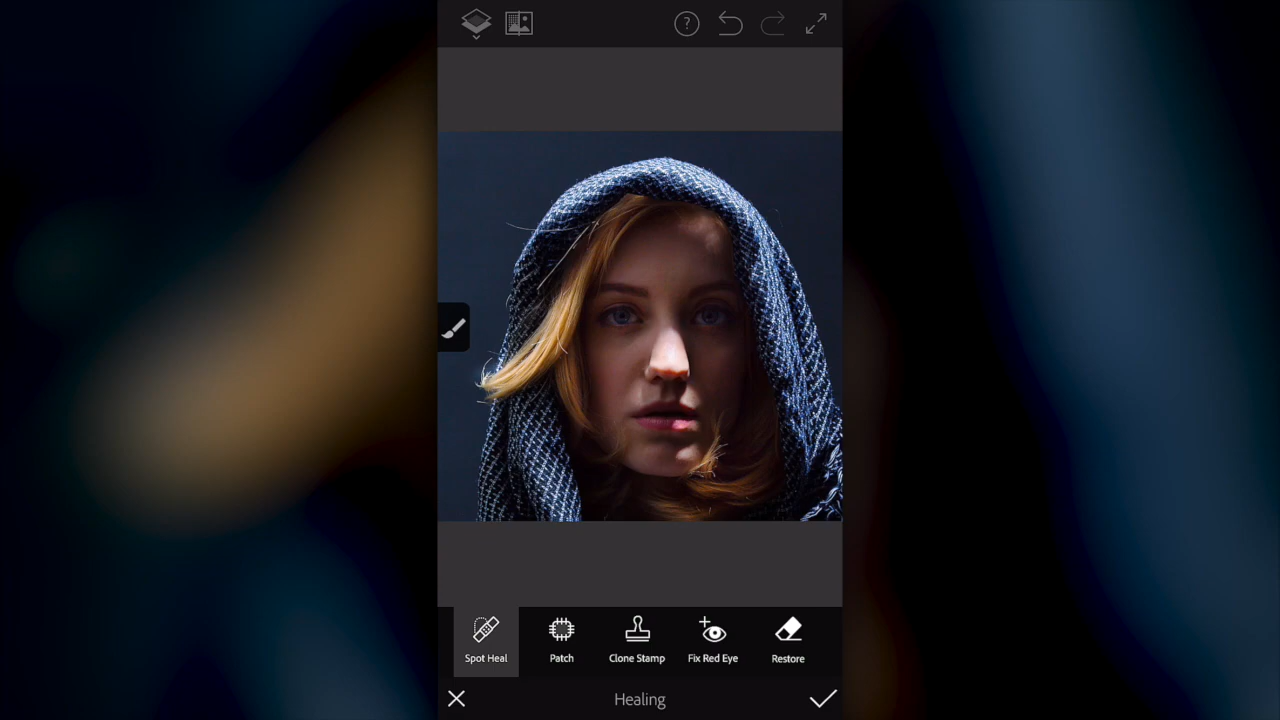 ?
Spot Heal
Patch
Clone Stamp
Fix Red Eye
Restore
Healing